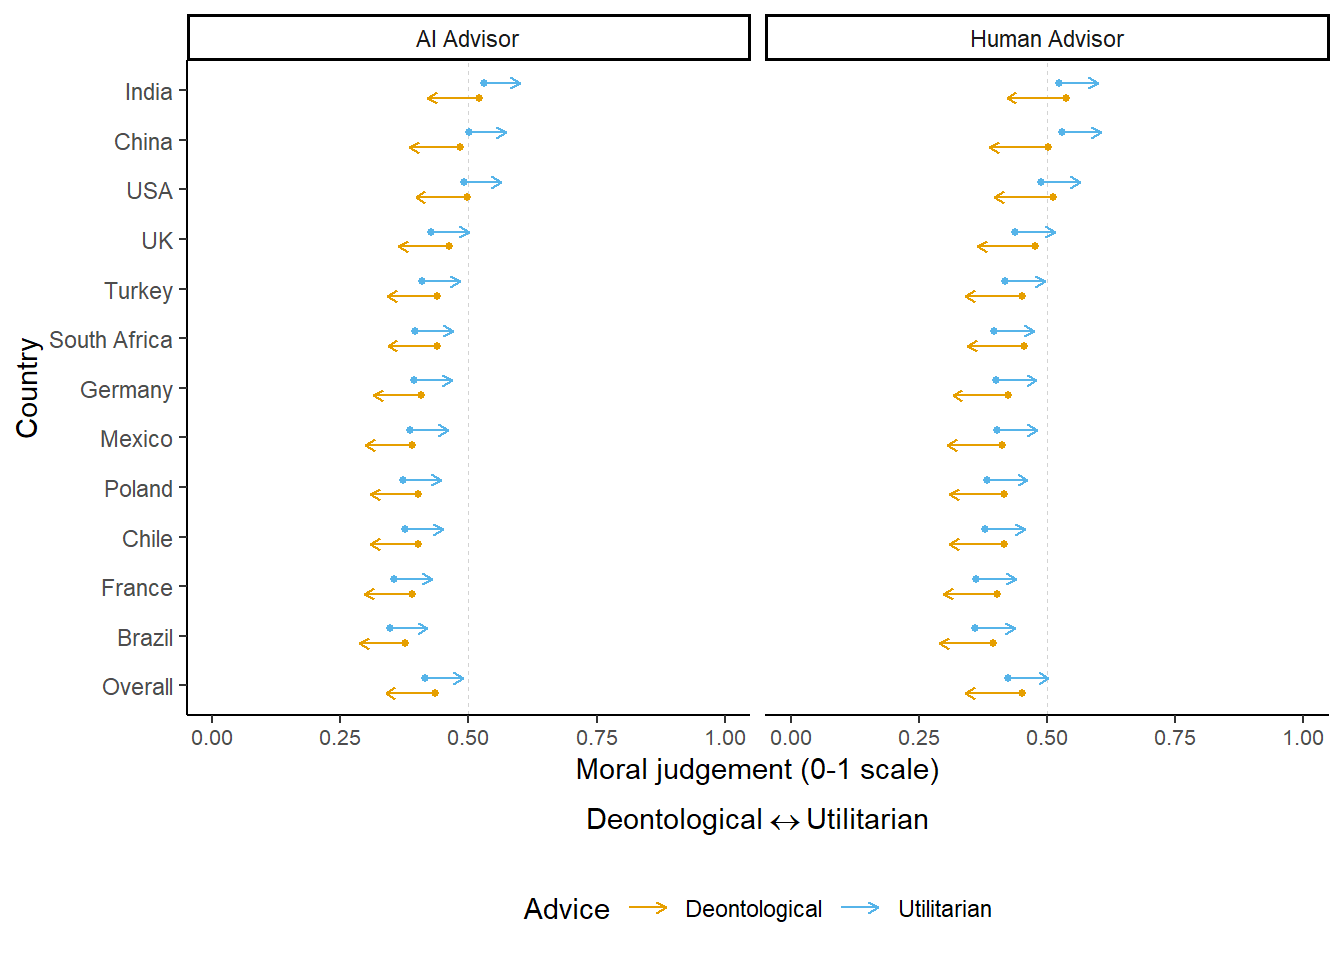 AI Advisor
Human Advisor
Country
India
China
USA
UK
Turkey
South Africa
Germany
Mexico
Poland
Chile
France
Brazil
Overall
0.00 0.25 0.50 0.75 1.00
0.00 0.25 0.50 0.75 1.00
Moral judgement (0-1 scale)
Deontological ↔ Utilitarian
Advice Deontological Utilitarian